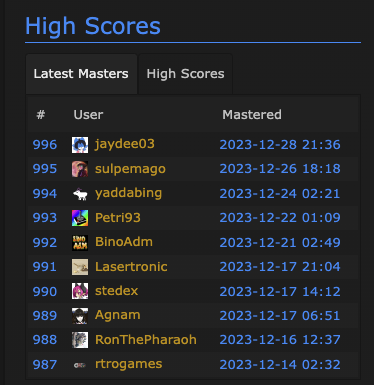 High Scores
Latest Masters High Scores
# User Mastered
996 jaydee03 2023-12-28 21:36
995 sulpemago 2023-12-26 18:18
994 yaddabing 2023-12-24 02:21
993 Petri93 2023-12-22 01:09
992 BinoAdm 2023-12-21 02:49
991 Lasertronic 2023-12-17 21:04
990 stedex 2023-12-17 14:12
989 Agnam 2023-12-17 06:51
988 RonThePharaoh 2023-12-16 12:37
987 rtrogames 2023-12-14 02:32